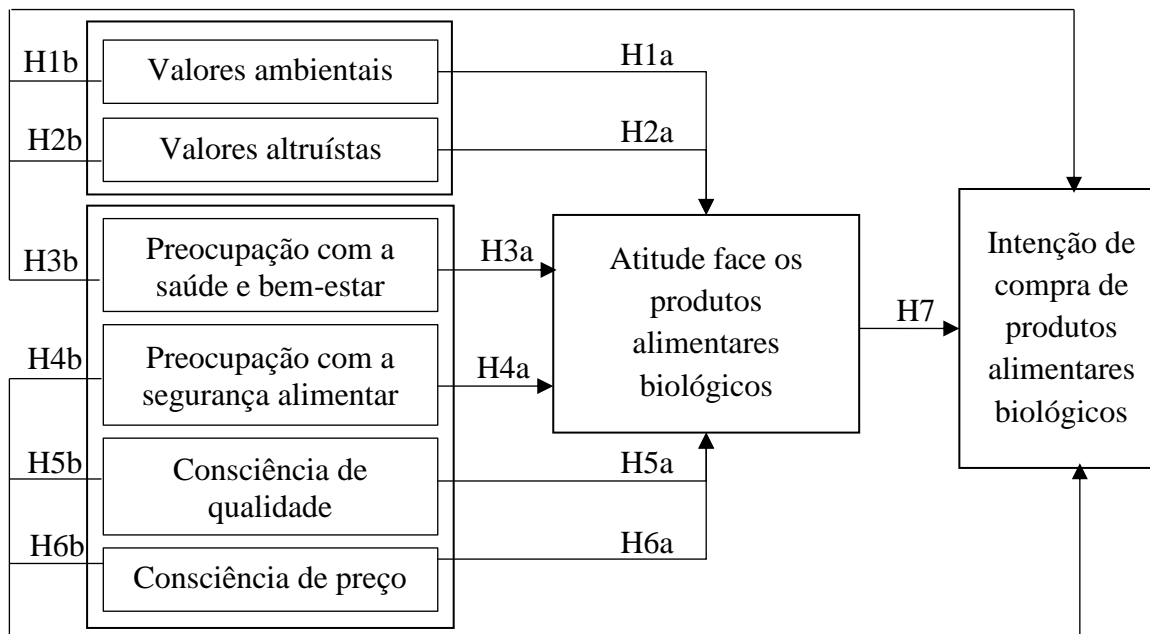 H1b
Valores ambientais
H1a
H2b
Valores altruístas
H2a
H3b
Preocupação com a
saúde e bem-estar
H3a
H4b
Preocupação com a
segurança alimentar
H4a
H5b
Consciência de
qualidade
H5a
H6b
Consciência de preço
H6a
Atitude face os
produtos
alimentares
biológicos
H7
Intenção de
compra de
produtos
alimentares
biológicos